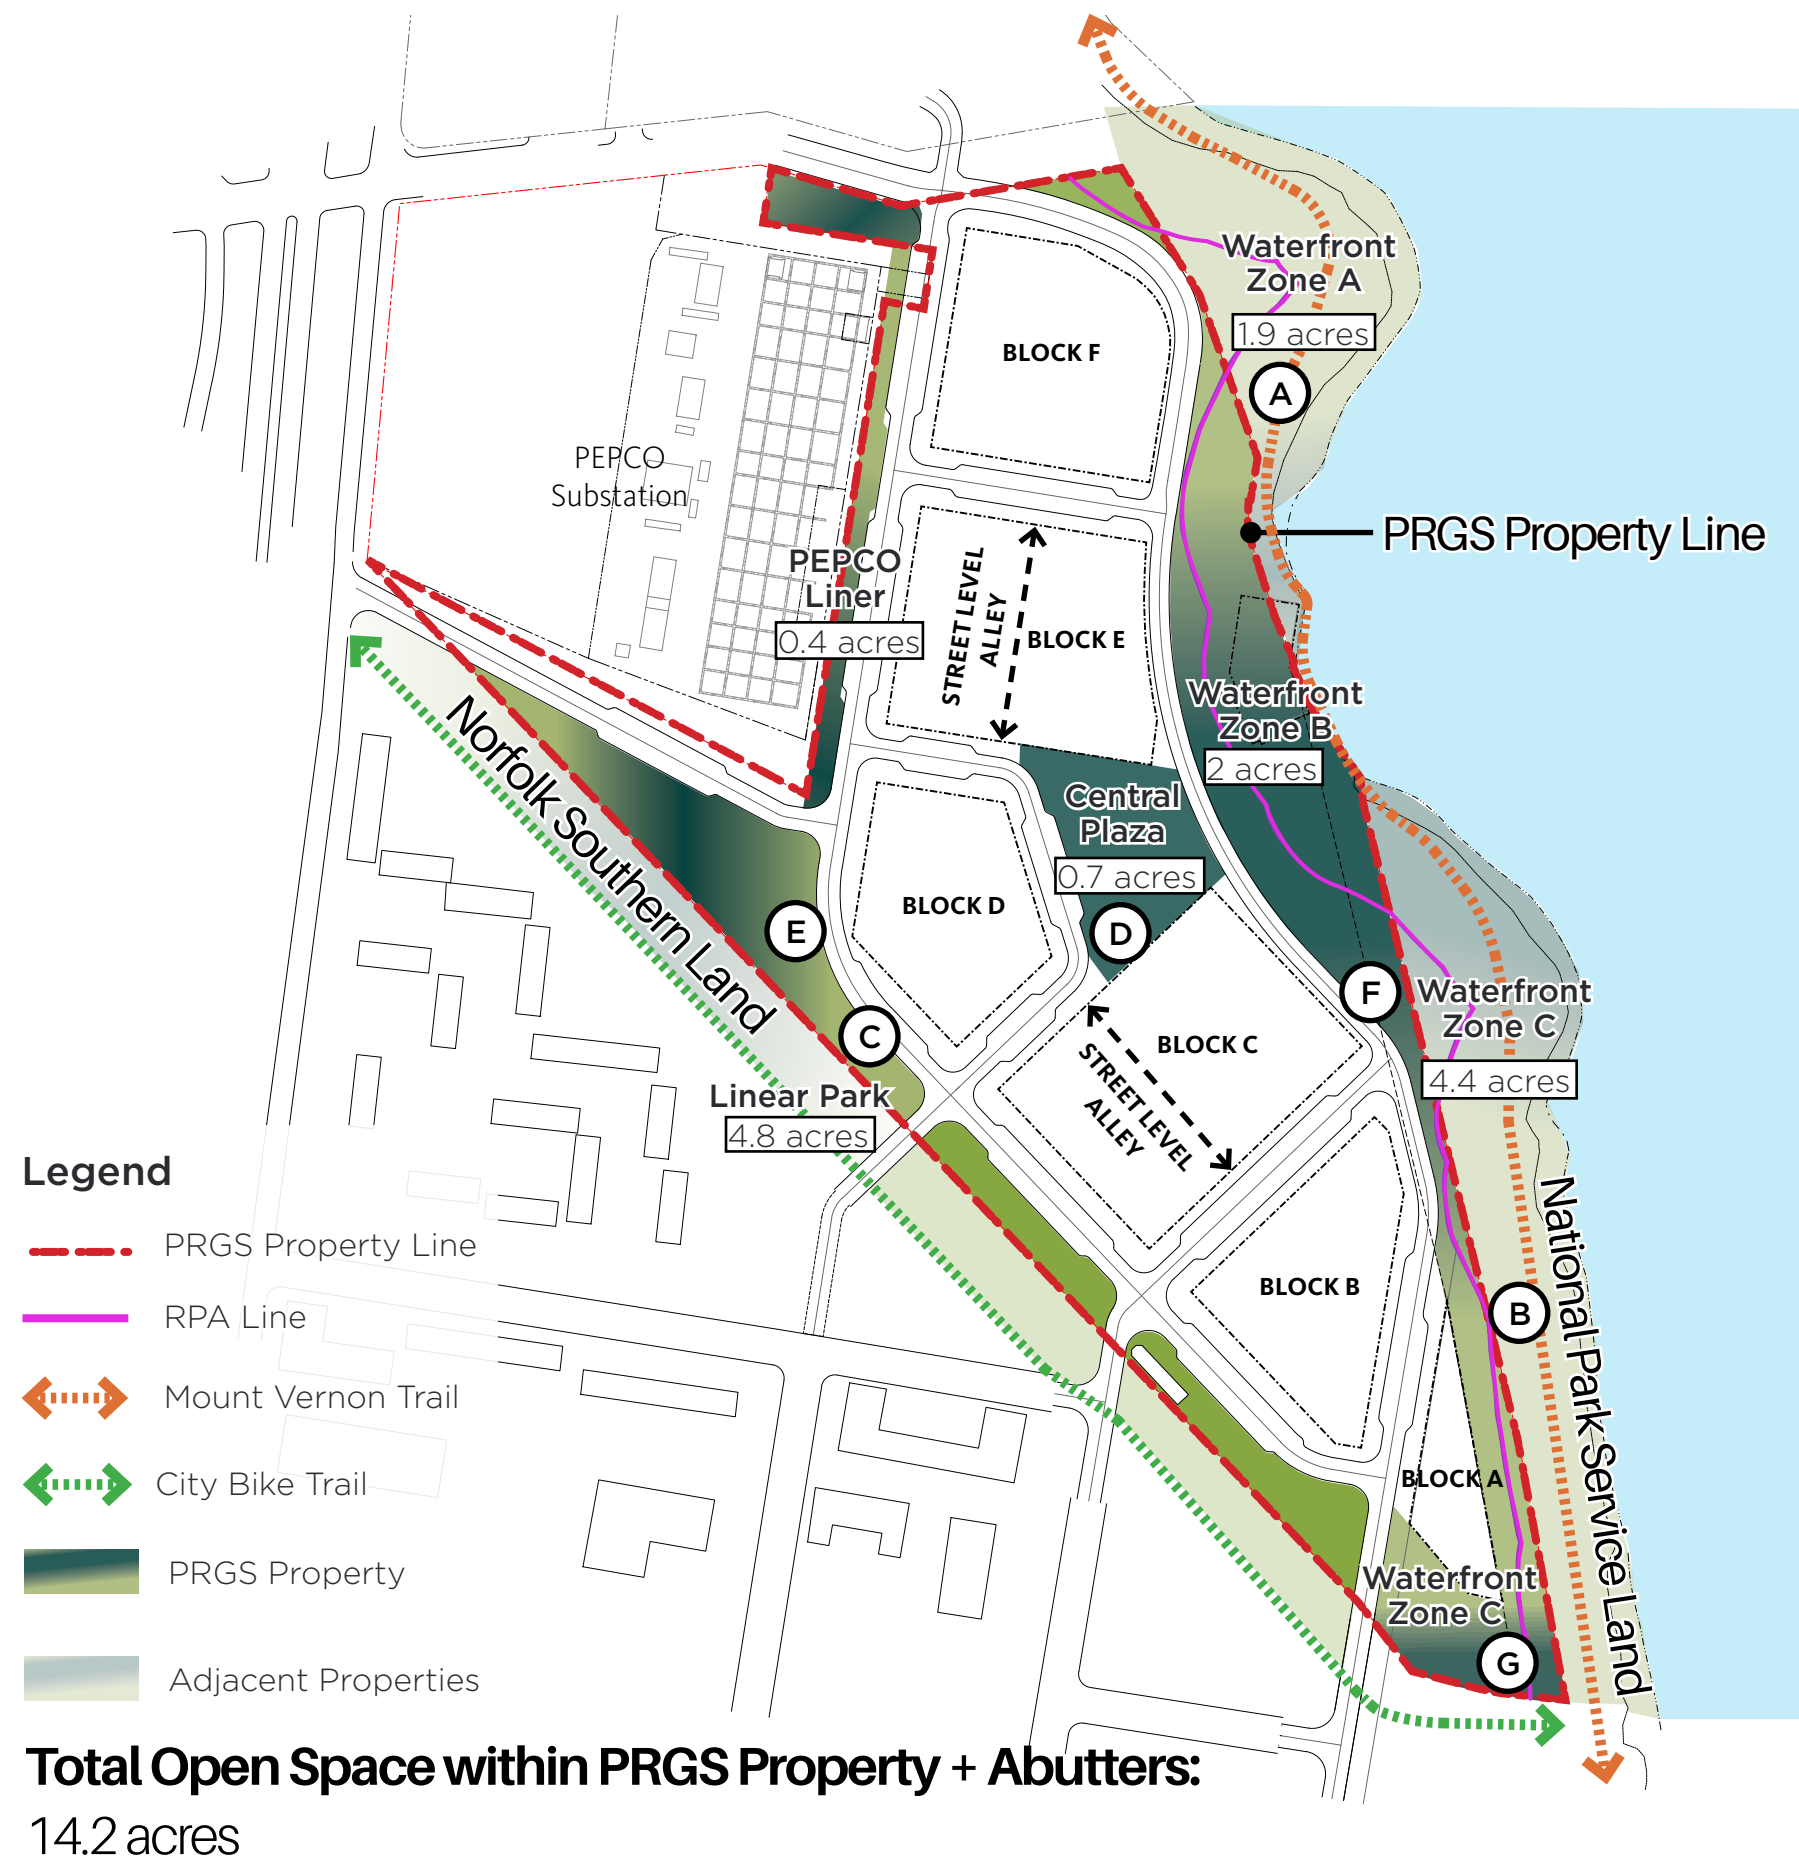 Waterfront
Zone A
1.9 acres
BLOCK F
A
PEPCO
Substation
PRGS Property Line
PEPCO
Liner
0.4 acres
STREET LEVEL
ALLEY
BLOCK E
Waterfront
Zone B
2 acres
Norfolk Southern Land
Central
Plaza
0.7 acres
BLOCK D
E
D
F
Waterfront
Zone C
4.4 acres
C
BLOCK C
STREET LEVEL
ALLEY
Linear Park
4.8 acres
Legend
PRGS Property Line
RPA Line
Mount Vernon Trail
City Bike Trail
PRGS Property
Adjacent Properties
National Park Service Land
BLOCK B
B
BLOCK A
Waterfront
Zone C
G
Total Open Space within PRGS Property + Abutters:
14.2 acres